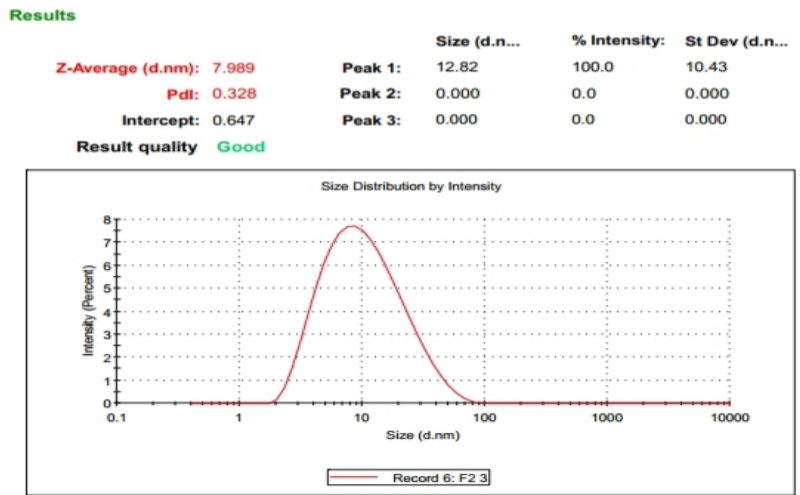 Results
Size (d.n... % Intensity: St Dev (d.n...
Z-Average (d.nm): 7.989 Peak 1: 12.82 100.0 10.43
PdI: 0.328 Peak 2: 0.000 0.0 0.000
Intercept: 0.647 Peak 3: 0.000 0.0 0.000
Result quality Good
Size Distribution by Intensity
Intensity (Percent)
8
7
6
5
4
3
2
1
0
0.1 1 10 100 1000 10000
Size (d.nm)
Record 6: F2 3